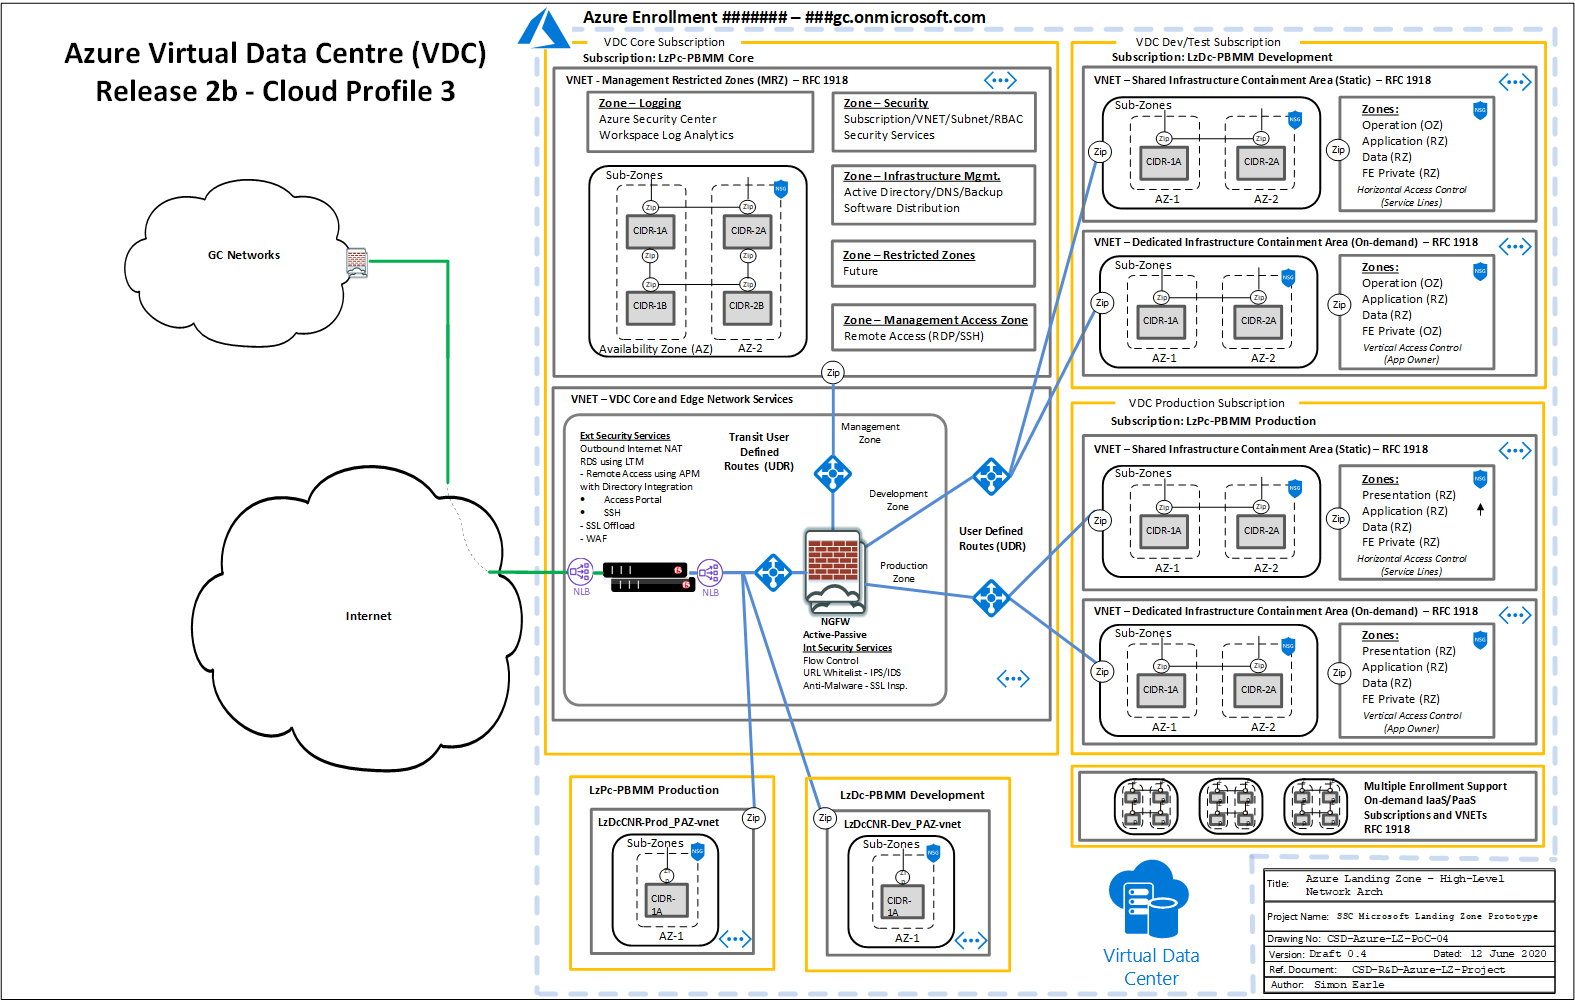 Azure Enrollment ####### – ###gc.onmicrosoft.com
Azure Virtual Data Centre (VDC)
Release 2b - Cloud Profile 3
GC Networks
Internet
VDC Core Subscription
Subscription: LzPc-PBMM Core
VNET - Management Restricted Zones (MRZ) – RFC 1918
Zone – Logging
Azure Security Center
Workspace Log Analytics
Zone – Security
Subscription/VNET/Subnet/RBAC
Security Services
Zone – Infrastructure Mgmt.
Active Directory/DNS/Backup
Software Distribution
Zone – Restricted Zones
Future
Zone – Management Access Zone
Remote Access (RDP/SSH)
Sub-Zones
NSG
Zip
Zip
CIDR-1A
CIDR-2A
Zip
Zip
Zip
Zip
CIDR-1B
CIDR-2B
Availability Zone (AZ)
AZ-2
Zip
VNET – VDC Core and Edge Network Services
Ext Security Services
Outbound Internet NAT
RDS using LTM
- Remote Access using APM
with Directory Integration
• Access Portal
• SSH
- SSL Offload
- WAF
Transit User
Defined
Routes (UDR)
Management
Zone
Development
Zone
Production
Zone
User Defined
Routes (UDR)
NLB
NLB
NGFW
Active-Passive
Int Security Services
Flow Control
URL Whitelist - IPS/IDS
Anti-Malware - SSL Insp.
VDC Dev/Test Subscription
Subscription: LzDc-PBMM Development
VNET – Shared Infrastructure Containment Area (Static) – RFC 1918
Sub-Zones
NSG
Zip
Zip
Zip
CIDR-1A
CIDR-2A
AZ-1
AZ-2
Zip
Zones:
NSG
Operation (OZ)
Application (RZ)
Data (RZ)
FE Private (RZ)
Horizontal Access Control
(Service Lines)
VNET – Dedicated Infrastructure Containment Area (On-demand) – RFC 1918
Sub-Zones
NSG
Zip
Zip
Zip
CIDR-1A
CIDR-2A
AZ-1
AZ-2
Zip
Zones:
NSG
Operation (OZ)
Application (RZ)
Data (RZ)
FE Private (OZ)
Vertical Access Control
(App Owner)
VDC Production Subscription
Subscription: LzPc-PBMM Production
VNET – Shared Infrastructure Containment Area (Static) – RFC 1918
Sub-Zones
NSG
Zip
Zip
Zip
CIDR-1A
CIDR-2A
AZ-1
AZ-2
Zip
Zones:
NSG
Presentation (RZ)
Application (RZ)
Data (RZ)
FE Private (RZ)
Horizontal Access Control
(Service Lines)
VNET – Dedicated Infrastructure Containment Area (On-demand) – RFC 1918
Sub-Zones
NSG
Zip
Zip
Zip
CIDR-1A
CIDR-2A
AZ-1
AZ-2
Zip
Zones:
NSG
Presentation (RZ)
Application (RZ)
Data (RZ)
FE Private (RZ)
Vertical Access Control
(App Owner)
LzPc-PBMM Production
LzDcCNR-Prod_PAZ-vnet
Zip
Sub-Zones
NSG
Zi
p
CIDR-
1A
AZ-1
LzDc-PBMM Development
LzDcCNR-Dev_PAZ-vnet
Zip
Sub-Zones
NSG
Zi
p
CIDR-
1A
AZ-1
Multiple Enrollment Support
On-demand IaaS/PaaS
Subscriptions and VNETs
RFC 1918
Virtual Data
Center
Title: Azure Landing Zone – High-Level
Network Arch
Project Name: SSC Microsoft Landing Zone Prototype
Drawing No: CSD-Azure-LZ-PoC-04
Version: Draft 0.4 Dated: 12 June 2020
Ref. Document: CSD-R&D-Azure-LZ-Project
Author: Simon Earle